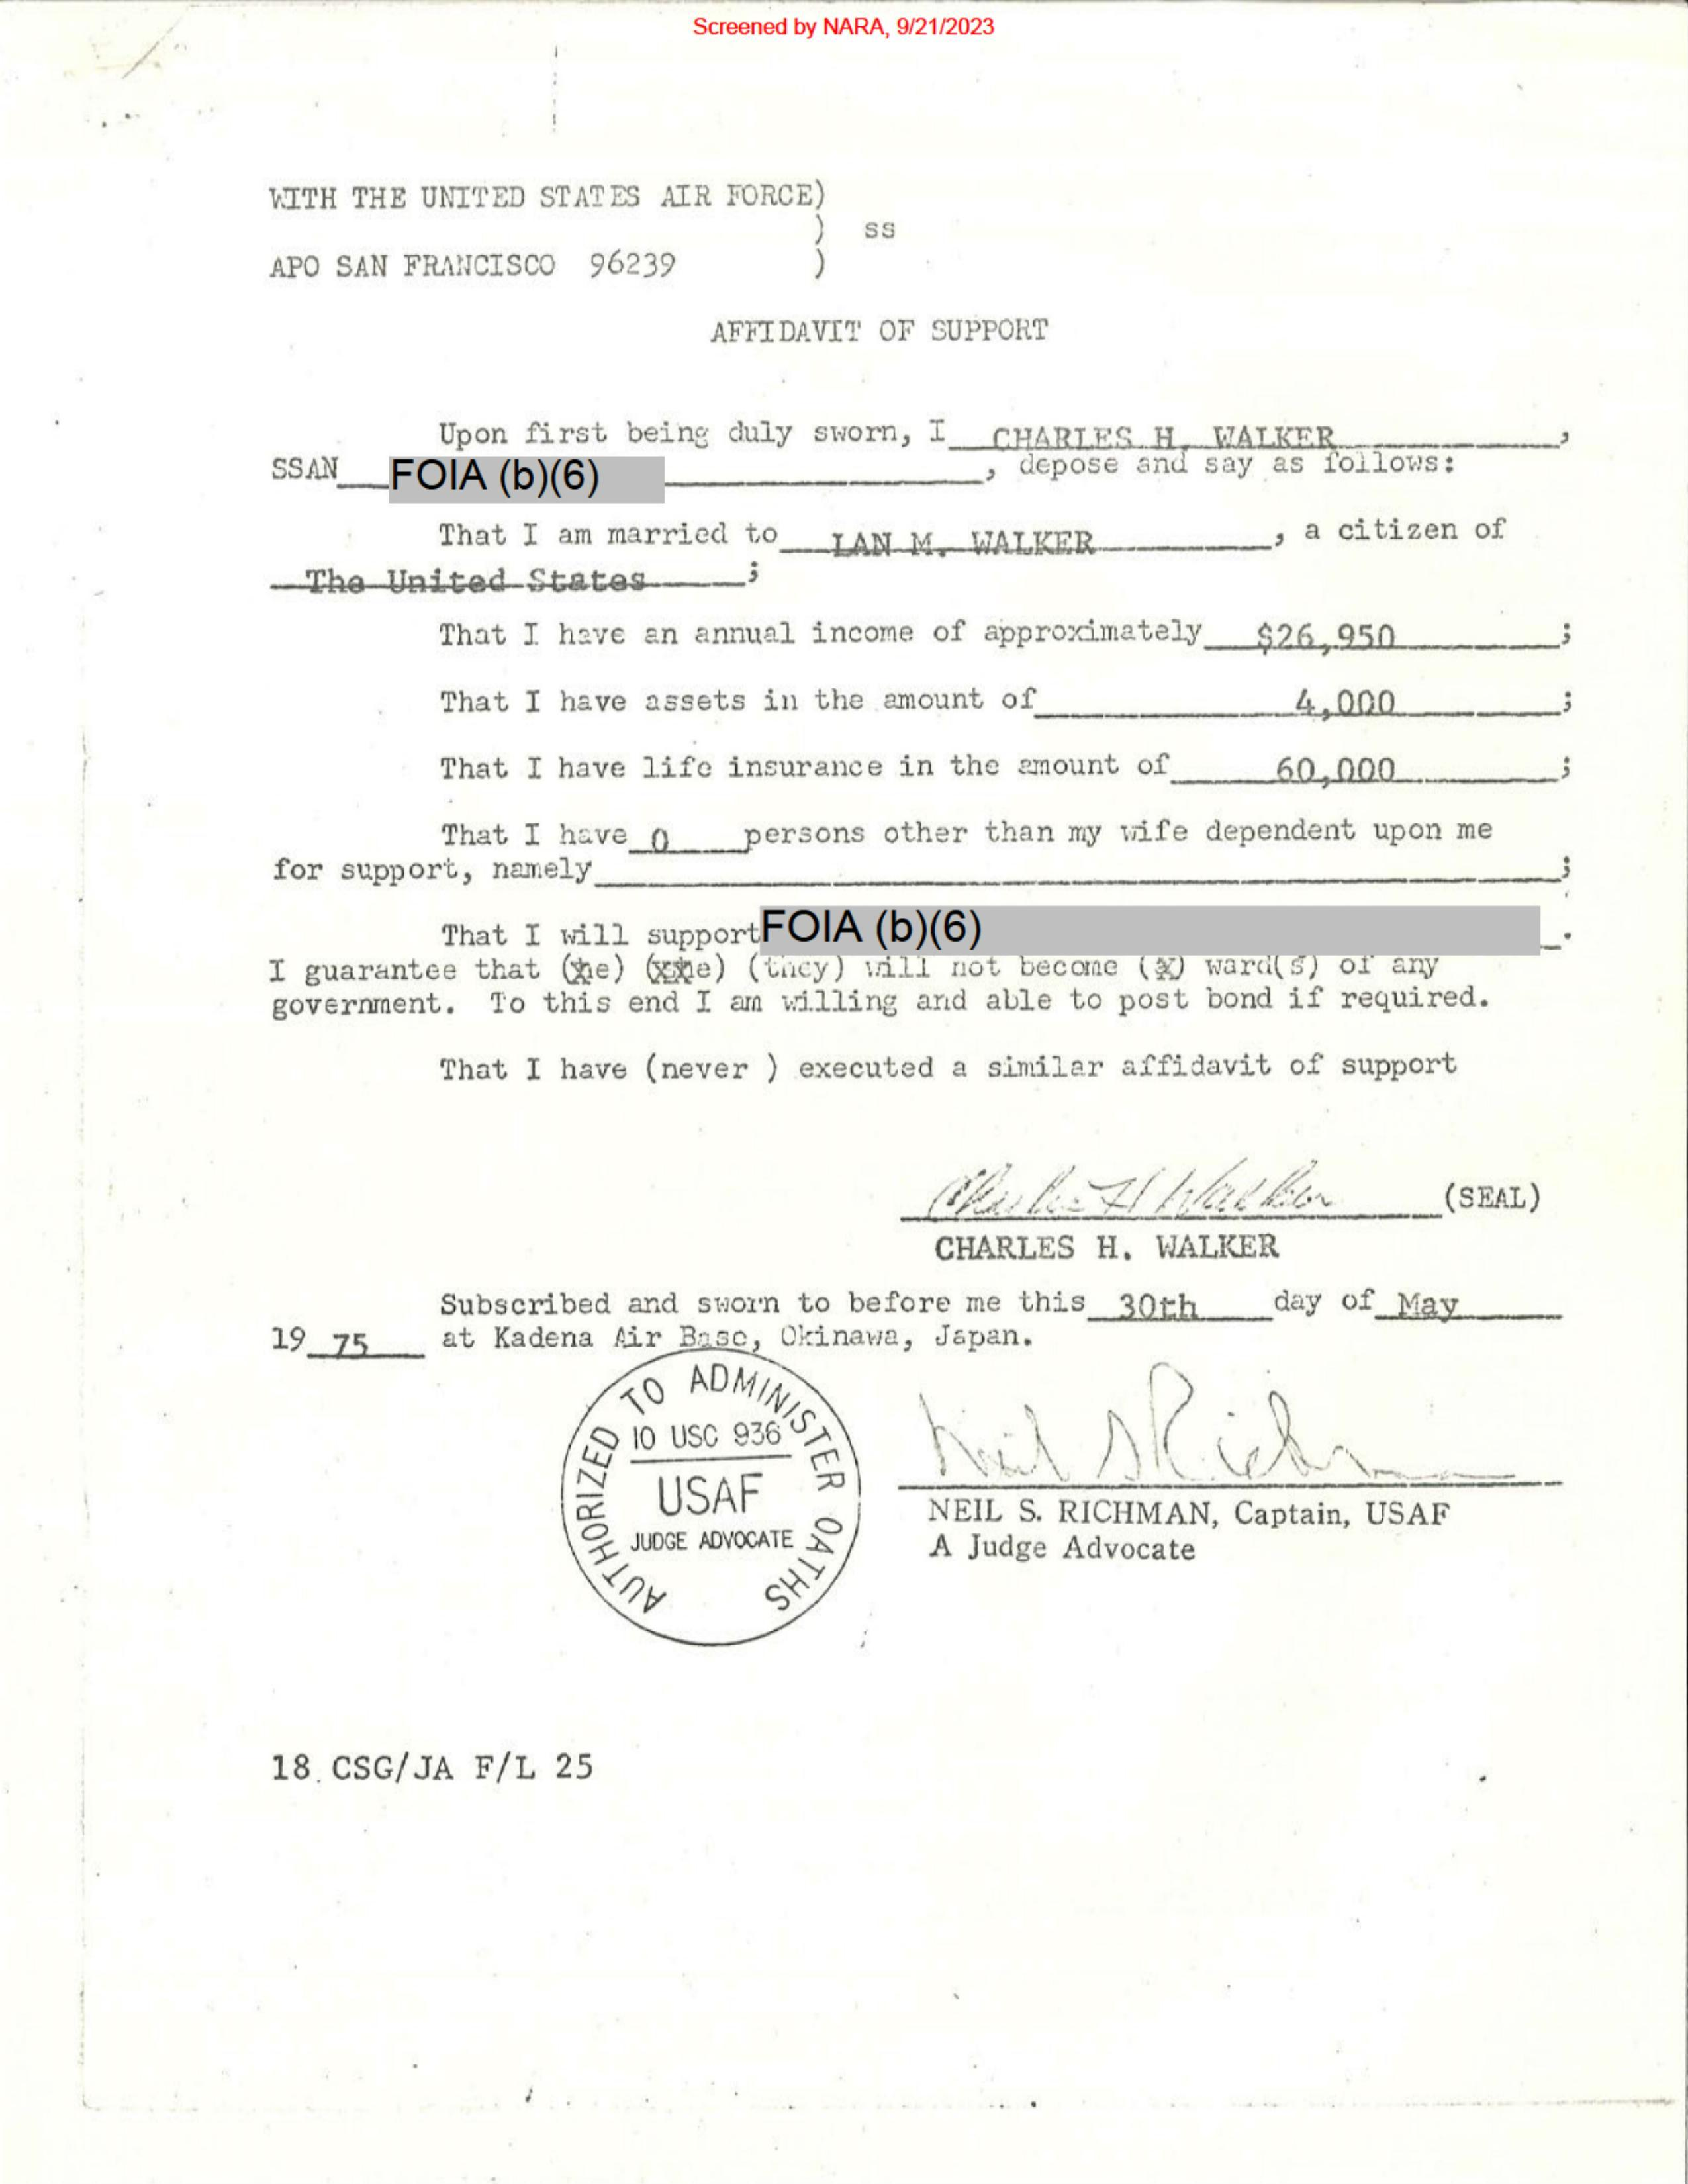 Screened by NARA, 9/21/2023
WITH THE UNITED STATES AIR FORCE)
) ss
APO SAN FRANCISCO 96239 )
AFFIDAVIT OF SUPPORT
Upon first being duly sworn, I CHARLES H. WALKER ,
SSAN FOIA (b)(6) , depose and say as follows:
That I am married to LAN M. WALKER , a citizen of
The United States ;
That I have an annual income of approximately $26,950 ;
That I have assets in the amount of 4,000 ;
That I have life insurance in the amount of 60,000 ;
That I have 0 persons other than my wife dependent upon me
for support, namely ;
That I will support FOIA (b)(6) .
I guarantee that (he) (she) (they) will not become (a) ward(s) of any
government. To this end I am willing and able to post bond if required.
That I have (never ) executed a similar affidavit of support
Charles H Walker (SEAL)
CHARLES H. WALKER
Subscribed and sworn to before me this 30th day of May
19 75 at Kadena Air Base, Okinawa, Japan.
AUTHORIZED TO ADMINISTER OATHS
10 USC 936
USAF
JUDGE ADVOCATE
Neil S Richman
NEIL S. RICHMAN, Captain, USAF
A Judge Advocate
18 CSG/JA F/L 25